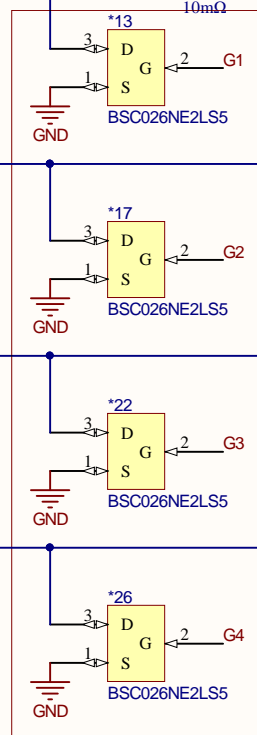 10mΩ
*13
3 D
G 2 G1
1 S
GND
BSC026NE2LS5
*17
3 D
G 2 G2
1 S
GND
BSC026NE2LS5
*22
3 D
G 2 G3
1 S
GND
BSC026NE2LS5
*26
3 D
G 2 G4
1 S
GND
BSC026NE2LS5